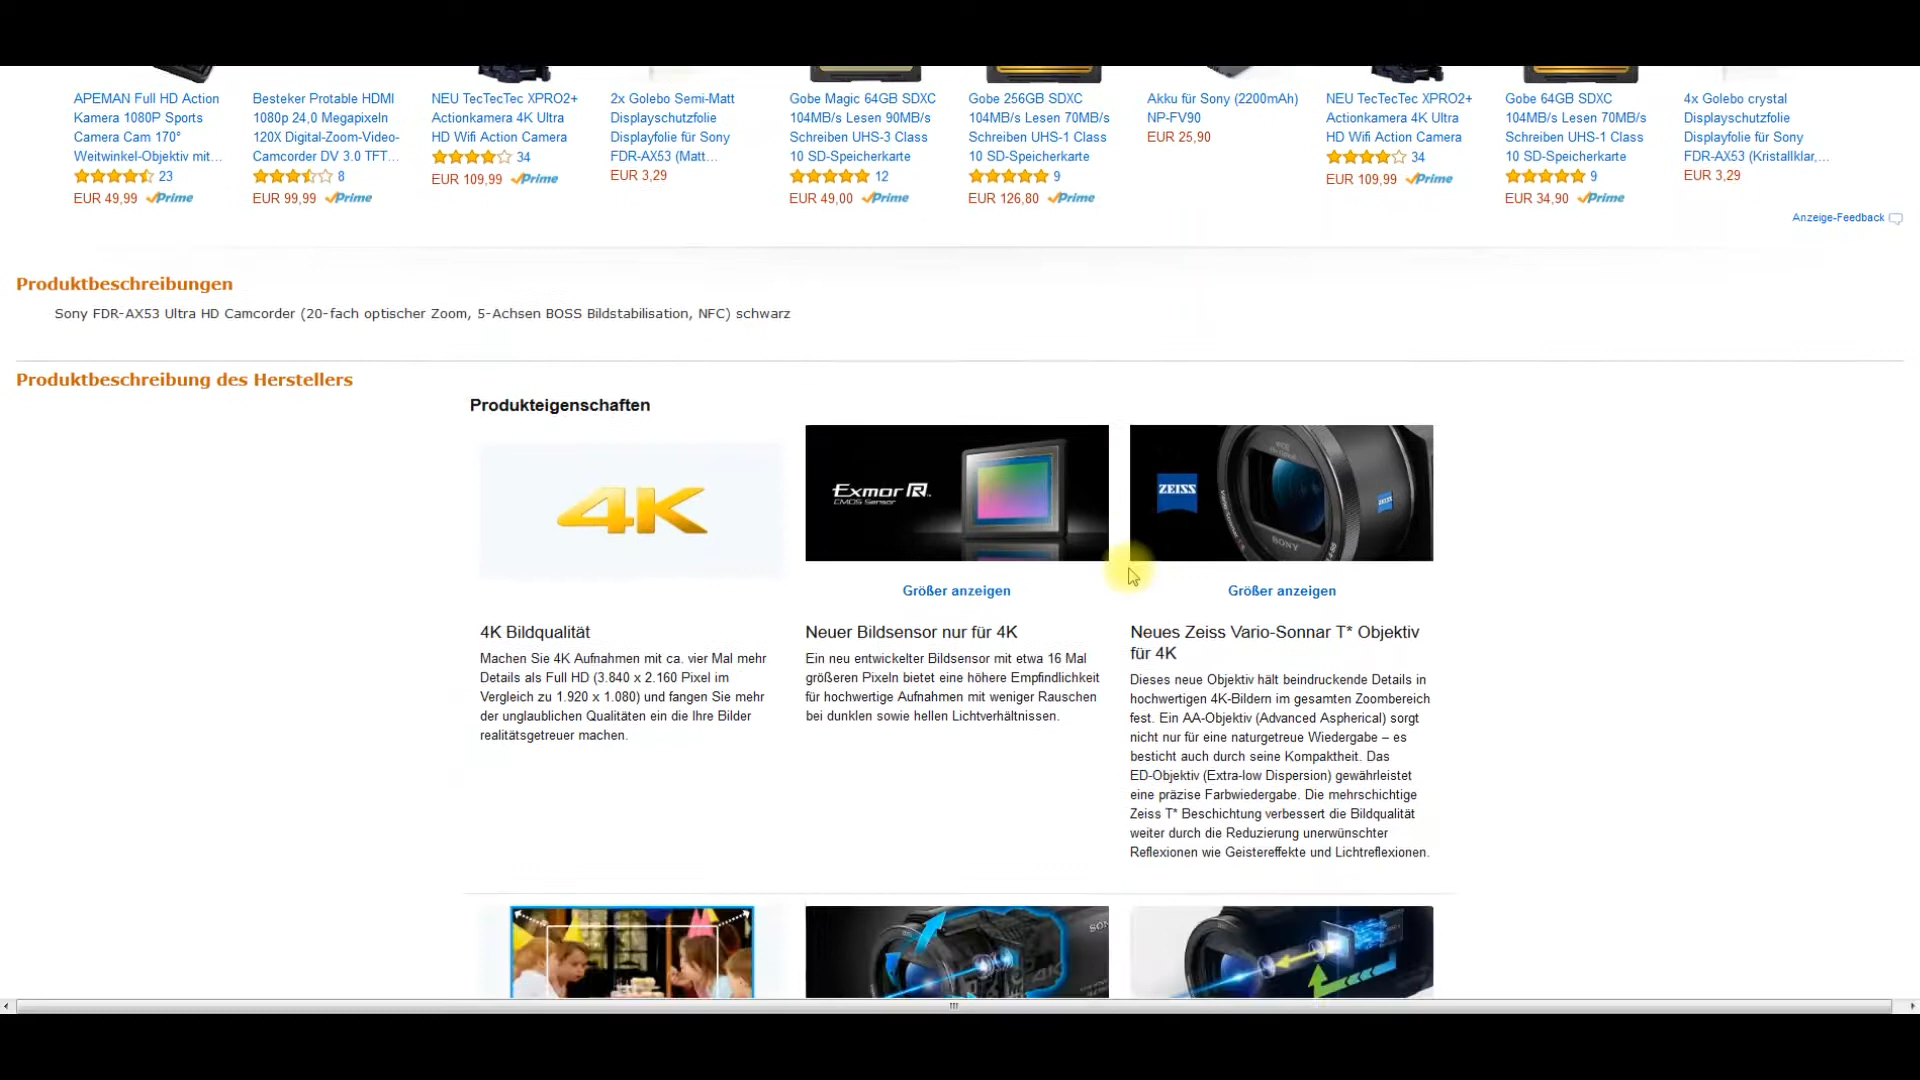 APEMAN Full HD Action
Kamera 1080P Sports
Camera Cam 170°
Weitwinkel-Objektiv mit...
23
EUR 49,99 Prime
Besteker Protable HDMI
1080p 24,0 Megapixeln
120X Digital-Zoom-Video-
Camcorder DV 3.0 TFT...
8
EUR 99,99 Prime
NEU TecTecTec XPRO2+
Actionkamera 4K Ultra
HD Wifi Action Camera
34
EUR 109,99 Prime
2x Golebo Semi-Matt
Displayschutzfolie
Displayfolie für Sony
FDR-AX53 (Matt...
EUR 3,29
Gobe Magic 64GB SDXC
104MB/s Lesen 90MB/s
Schreiben UHS-3 Class
10 SD-Speicherkarte
12
EUR 49,00 Prime
Gobe 256GB SDXC
104MB/s Lesen 70MB/s
Schreiben UHS-1 Class
10 SD-Speicherkarte
9
EUR 126,80 Prime
Akku für Sony (2200mAh)
NP-FV90
EUR 25,90
NEU TecTecTec XPRO2+
Actionkamera 4K Ultra
HD Wifi Action Camera
34
EUR 109,99 Prime
Gobe 64GB SDXC
104MB/s Lesen 70MB/s
Schreiben UHS-1 Class
10 SD-Speicherkarte
9
EUR 34,90 Prime
4x Golebo crystal
Displayschutzfolie
Displayfolie für Sony
FDR-AX53 (Kristallklar,...
EUR 3,29
Anzeige-Feedback
Produktbeschreibungen
Sony FDR-AX53 Ultra HD Camcorder (20-fach optischer Zoom, 5-Achsen BOSS Bildstabilisation, NFC) schwarz
Produktbeschreibung des Herstellers
Produkteigenschaften
4K
4K Bildqualität
Machen Sie 4K Aufnahmen mit ca. vier Mal mehr
Details als Full HD (3.840 x 2.160 Pixel im
Vergleich zu 1.920 x 1.080) und fangen Sie mehr
der unglaublichen Qualitäten ein die Ihre Bilder
realitätsgetreuer machen.
Exmor R™
CMOS Sensor
Größer anzeigen
Neuer Bildsensor nur für 4K
Ein neu entwickelter Bildsensor mit etwa 16 Mal
größeren Pixeln bietet eine höhere Empfindlichkeit
für hochwertige Aufnahmen mit weniger Rauschen
bei dunklen sowie hellen Lichtverhältnissen.
ZEISS
ZEISS
SONY
Größer anzeigen
Neues Zeiss Vario-Sonnar T* Objektiv
für 4K
Dieses neue Objektiv hält beindruckende Details in
hochwertigen 4K-Bildern im gesamten Zoombereich
fest. Ein AA-Objektiv (Advanced Aspherical) sorgt
nicht nur für eine naturgetreue Wiedergabe – es
besticht auch durch seine Kompaktheit. Das
ED-Objektiv (Extra-low Dispersion) gewährleistet
eine präzise Farbwiedergabe. Die mehrschichtige
Zeiss T* Beschichtung verbessert die Bildqualität
weiter durch die Reduzierung unerwünschter
Reflexionen wie Geistereffekte und Lichtreflexionen.
4K